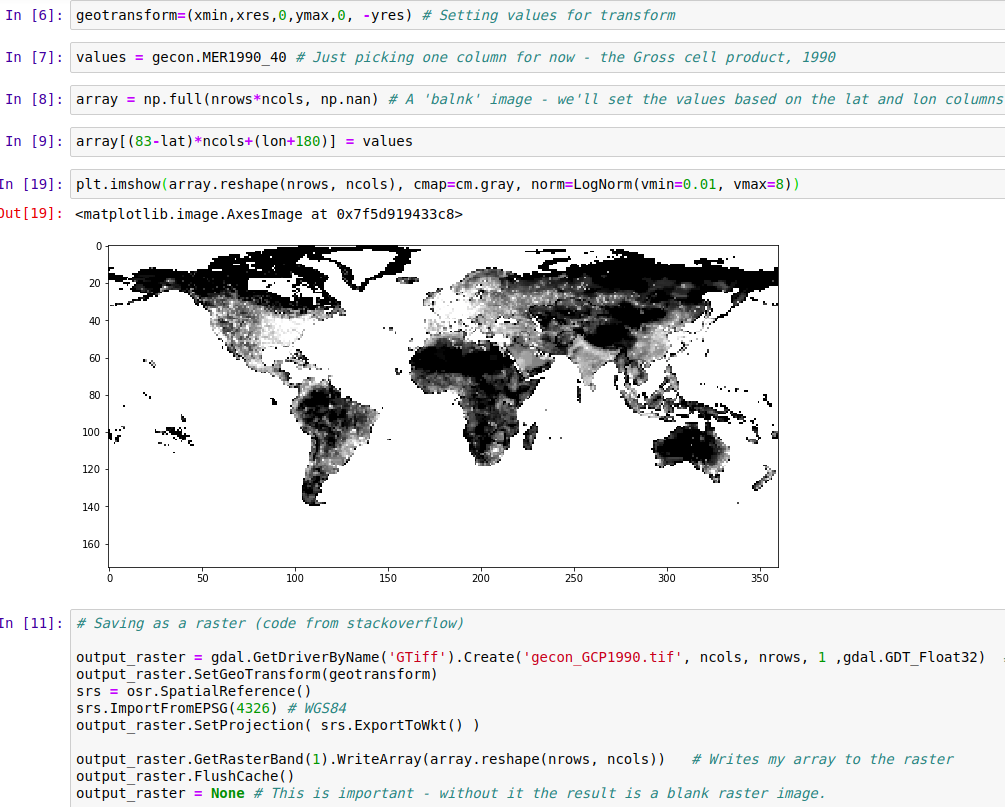 In [6]: geotransform=(xmin,xres,0,ymax,0, -yres) # Setting values for transform
In [7]: values = gecon.MER1990_40 # Just picking one column for now - the Gross cell product, 1990
In [8]: array = np.full(nrows*ncols, np.nan) # A 'balnk' image - we'll set the values based on the lat and lon columns
In [9]: array[(83-lat)*ncols+(lon+180)] = values
In [19]: plt.imshow(array.reshape(nrows, ncols), cmap=cm.gray, norm=LogNorm(vmin=0.01, vmax=8))
Out[19]: <matplotlib.image.AxesImage at 0x7f5d919433c8>
0
20
40
60
80
100
120
140
160
0 50 100 150 200 250 300 350
In [11]: # Saving as a raster (code from stackoverflow)
output_raster = gdal.GetDriverByName('GTiff').Create('gecon_GCP1990.tif', ncols, nrows, 1 ,gdal.GDT_Float32)
output_raster.SetGeoTransform(geotransform)
srs = osr.SpatialReference()
srs.ImportFromEPSG(4326) # WGS84
output_raster.SetProjection( srs.ExportToWkt() )
output_raster.GetRasterBand(1).WriteArray(array.reshape(nrows, ncols)) # Writes my array to the raster
output_raster.FlushCache()
output_raster = None # This is important - without it the result is a blank raster image.